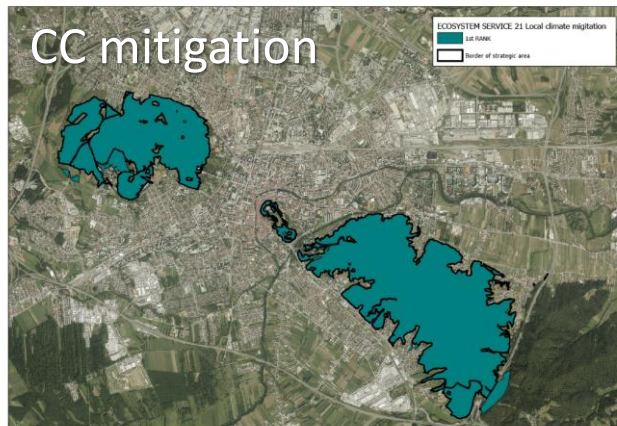 CC mitigation
ECOSYSTEM SERVICE 21 Local climate migitation
1st RANK
Border of strategic area